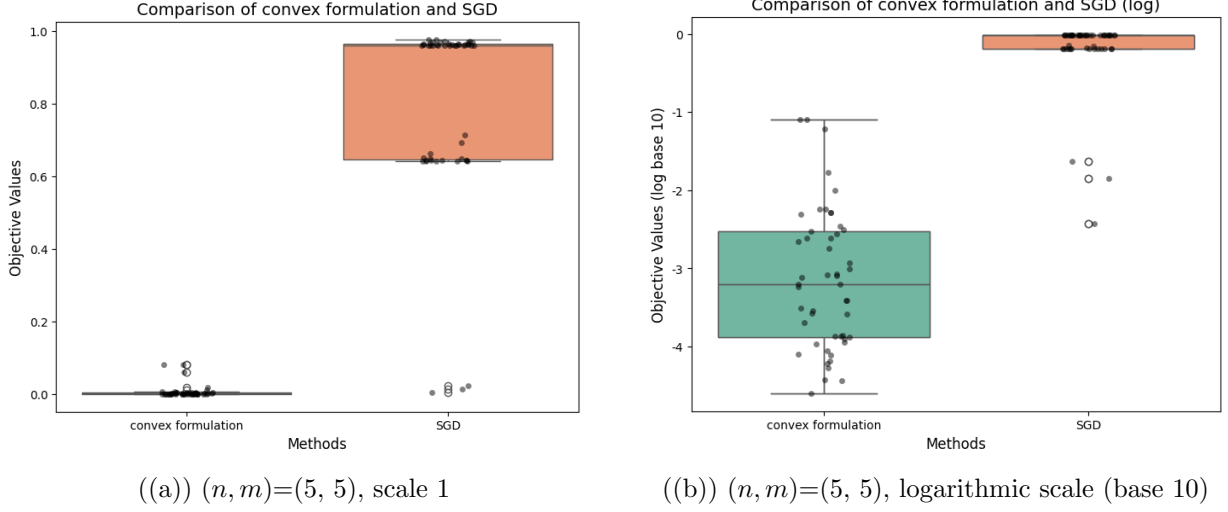 Comparison of convex formulation and SGD
1.0
0.8
0.6
0.4
0.2
0.0
Objective Values
convex formulation
SGD
Methods
((a)) (n, m)=(5, 5), scale 1
Comparison of convex formulation and SGD (log)
0
-1
-2
-3
-4
Objective Values (log base 10)
convex formulation
SGD
Methods
((b)) (n, m)=(5, 5), logarithmic scale (base 10)